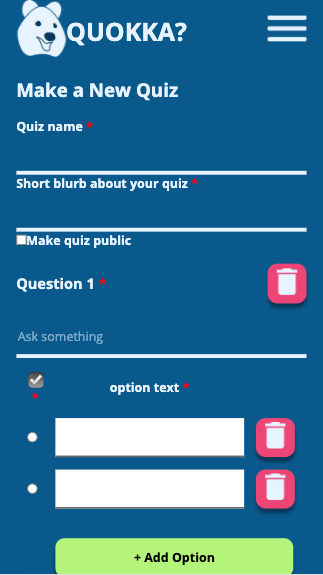 QUOKKA?
Make a New Quiz
Quiz name *
Short blurb about your quiz *
Make quiz public
Question 1 *
Ask something
*
option text *
+ Add Option